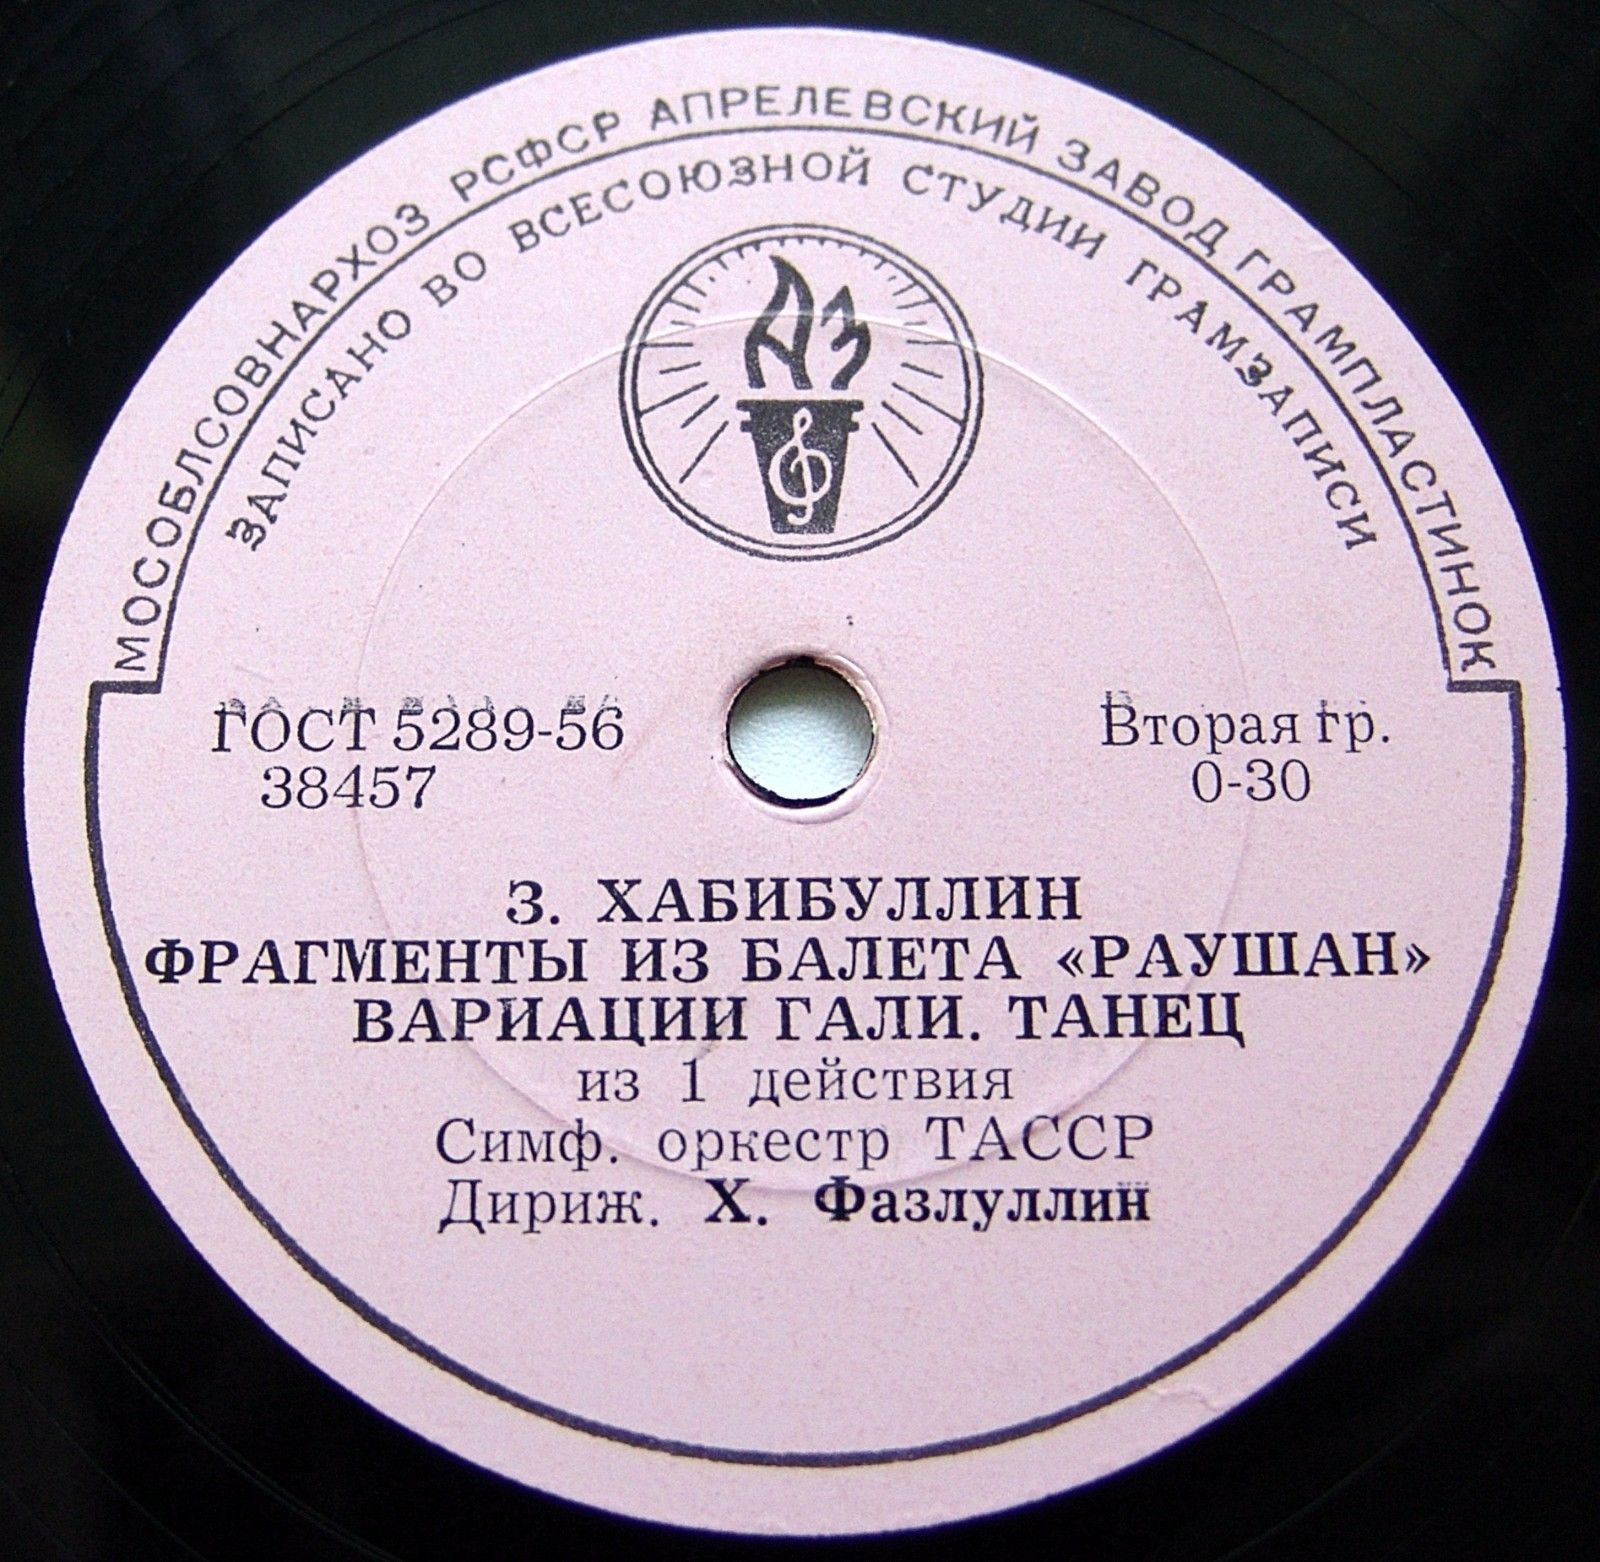 МОСОБЛСОВНАРХОЗ РСФСР АПРЕЛЕВСКИЙ ЗАВОД ГРАМПЛАСТИНОК
ЗАПИСАНО ВО ВСЕСОЮЗНОЙ СТУДИИ ГРАМЗАПИСИ
АЗ
ГОСТ 5289-56
38457
Вторая гр.
0-30
З. ХАБИБУЛЛИН
ФРАГМЕНТЫ ИЗ БАЛЕТА «РАУШАН»
ВАРИАЦИИ ГАЛИ. ТАНЕЦ
из 1 действия
Симф. оркестр ТАССР
Дириж. Х. Фазлуллин